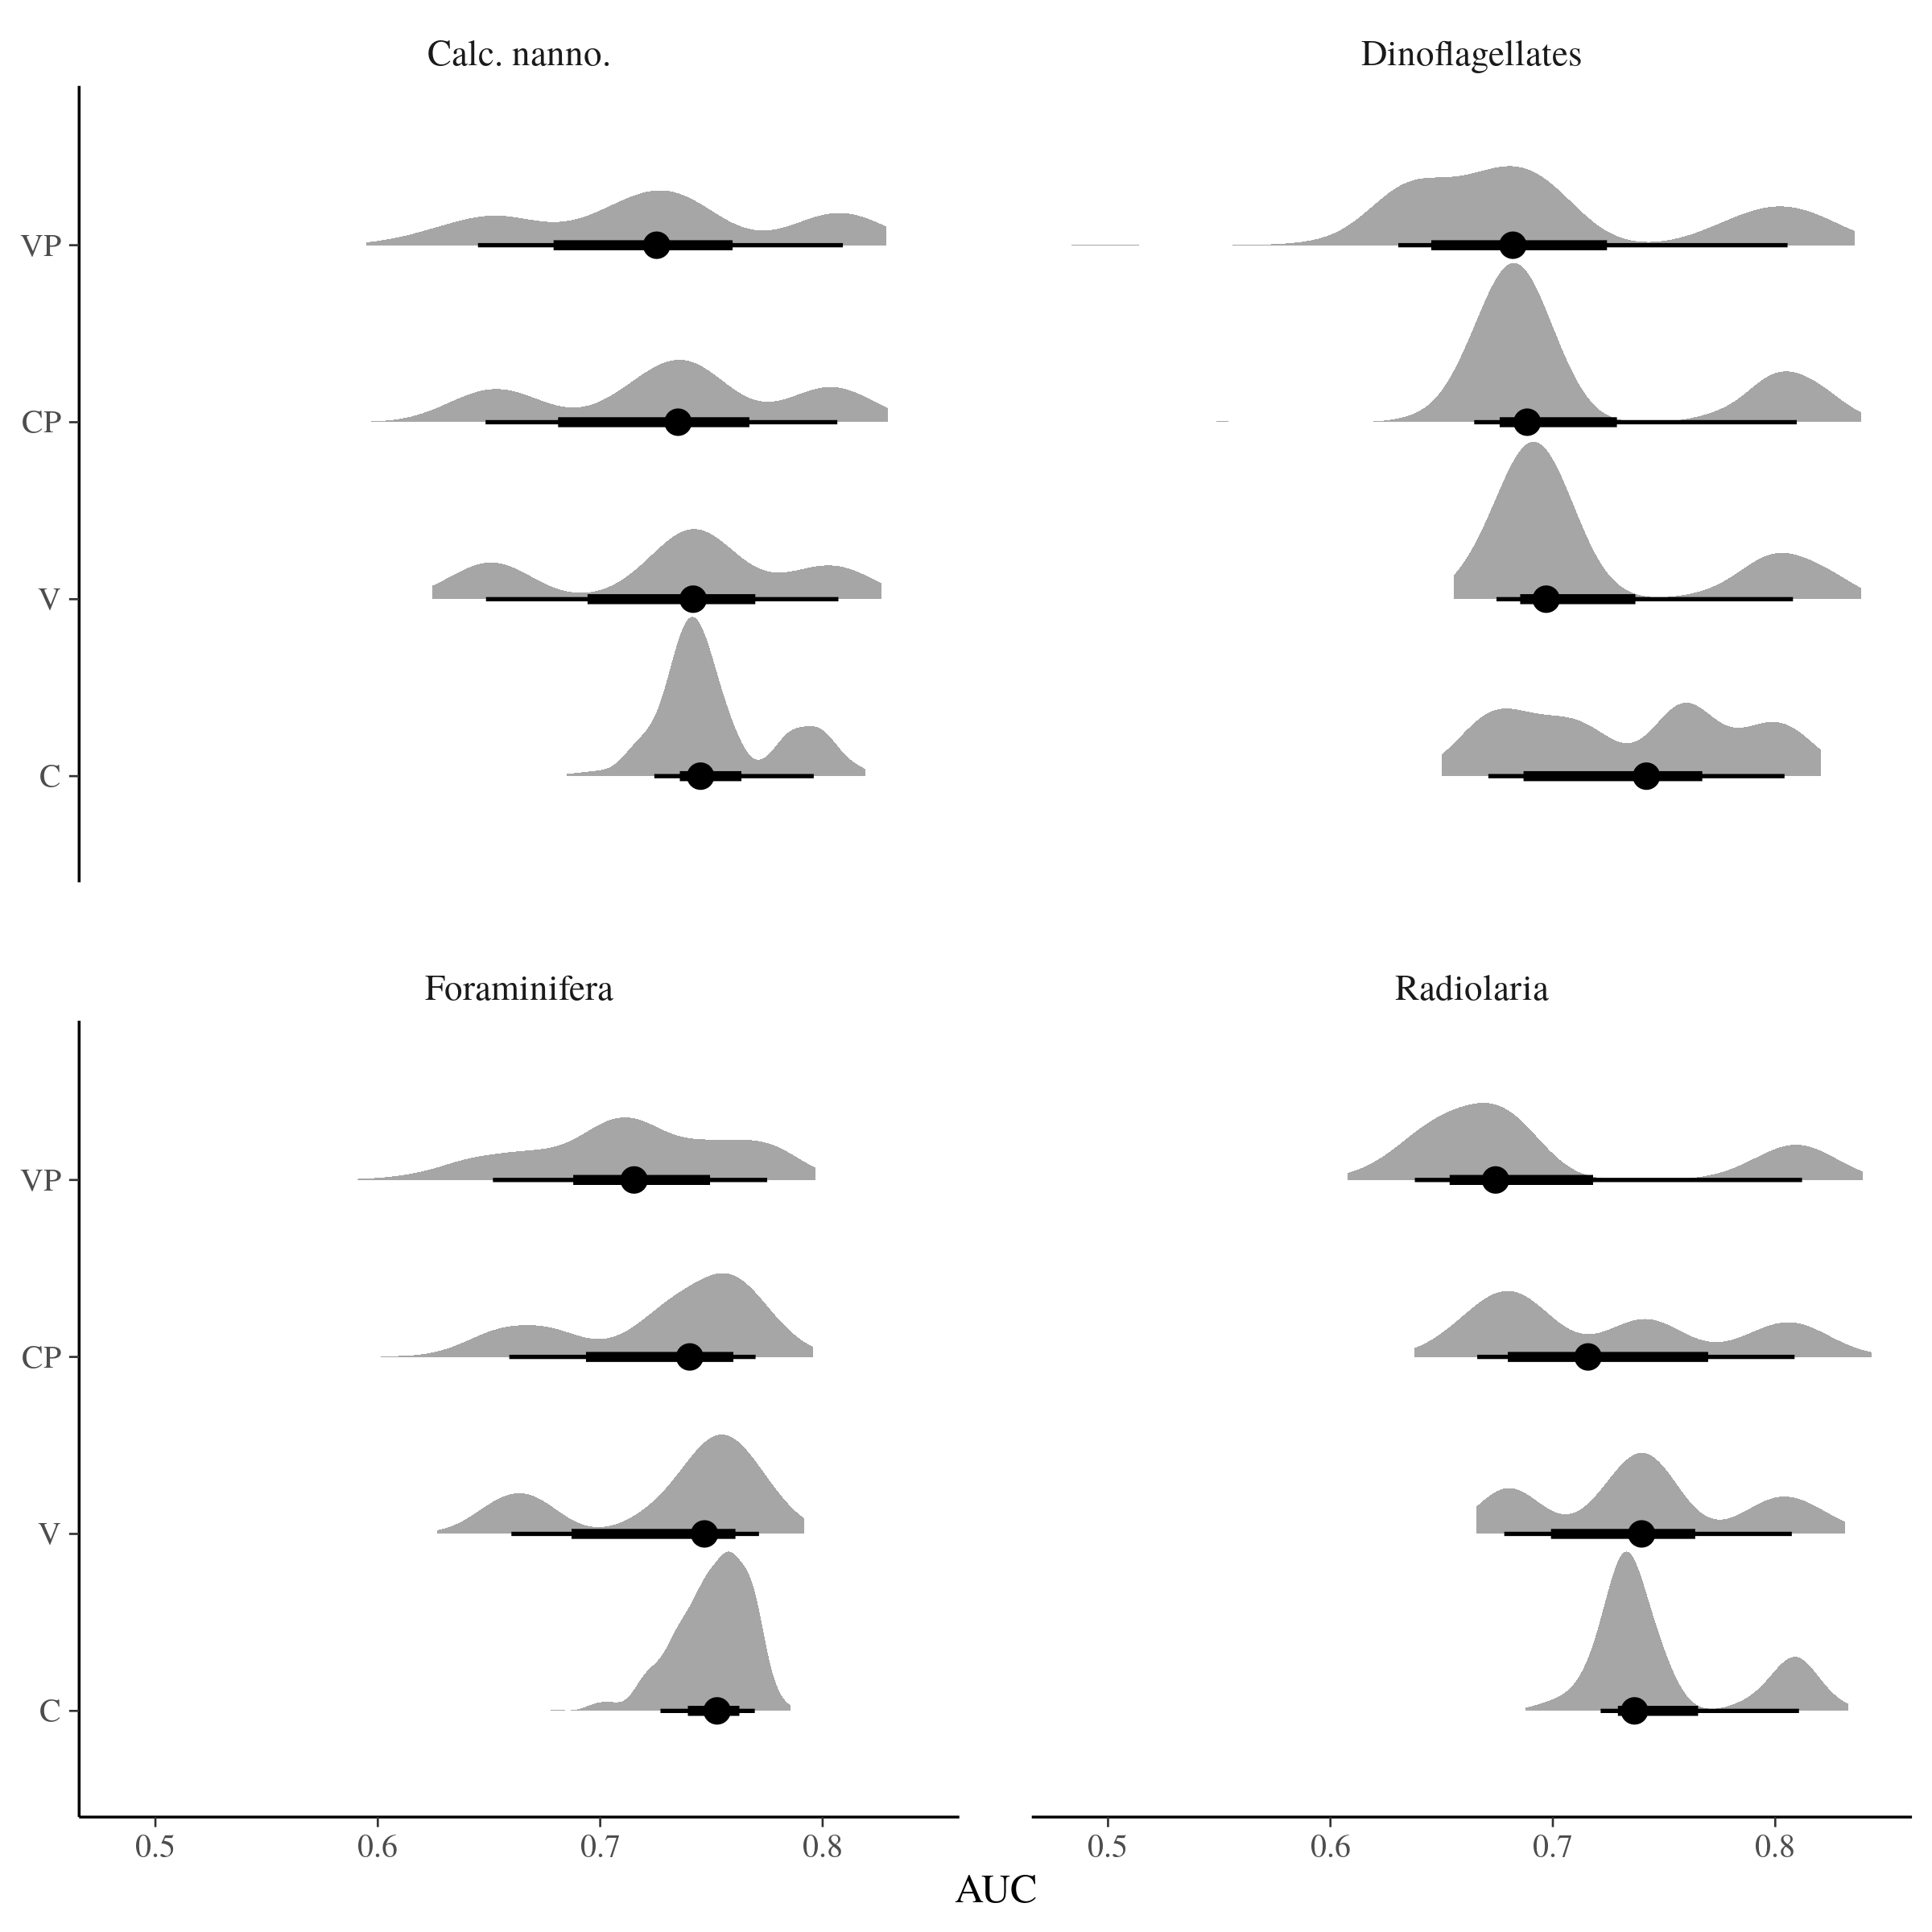 Calc. nanno.
Dinoflagellates
VP
CP
V
C
Foraminifera
Radiolaria
VP
CP
V
C
0.5 0.6 0.7 0.8 0.5 0.6 0.7 0.8
AUC